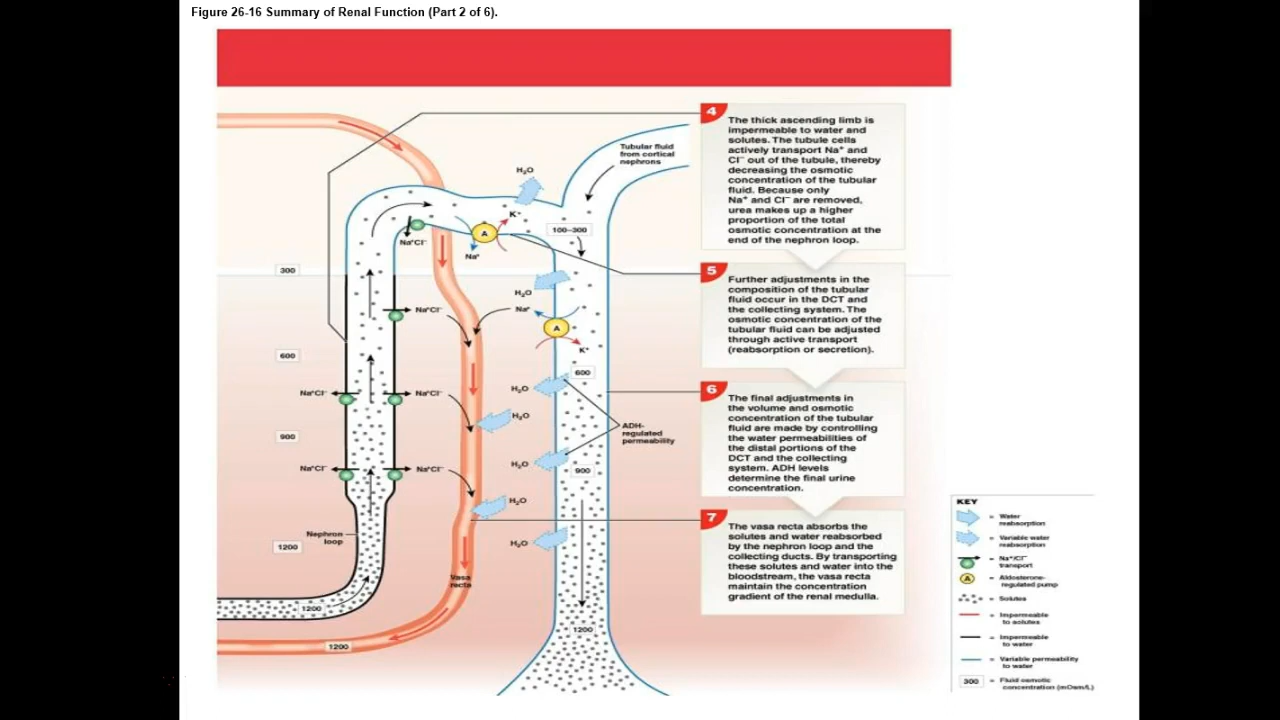 Figure 26-16 Summary of Renal Function (Part 2 of 6).
4
The thick ascending limb is
impermeable to water and
solutes. The tubule cells
actively transport Na⁺ and
Cl⁻ out of the tubule, thereby
decreasing the osmotic
concentration of the tubular
fluid. Because only
Na⁺ and Cl⁻ are removed,
urea makes up a higher
proportion of the total
osmotic concentration at the
end of the nephron loop.
5
Further adjustments in the
composition of the tubular
fluid occur in the DCT and
the collecting system. The
osmotic concentration of the
tubular fluid can be adjusted
through active transport
(reabsorption or secretion).
6
The final adjustments in
the volume and osmotic
concentration of the tubular
fluid are made by controlling
the water permeabilities of
the distal portions of the
DCT and the collecting
system. ADH levels
determine the final urine
concentration.
7
The vasa recta absorbs the
solutes and water reabsorbed
by the nephron loop and the
collecting ducts. By transporting
these solutes and water into the
bloodstream, the vasa recta
maintain the concentration
gradient of the renal medulla.
Tubular fluid
from cortical
nephrons
H₂O
K⁺
A
Na⁺
Na⁺Cl⁻
100–300
300
H₂O
Na⁺Cl⁻
Na⁺
A
K⁺
600
600
Na⁺Cl⁻
Na⁺Cl⁻
H₂O
H₂O
ADH-
regulated
permeability
900
Na⁺Cl⁻
Na⁺Cl⁻
H₂O
900
H₂O
Nephron
loop
H₂O
1200
Vasa
recta
1200
1200
1200
KEY
= Water
reabsorption
= Variable water
reabsorption
= Na⁺/Cl⁻
transport
A = Aldosterone-
regulated pump
= Solutes
= Impermeable
to solutes
= Impermeable
to water
= Variable permeability
to water
300 = Fluid osmotic
concentration (mOsm/L)